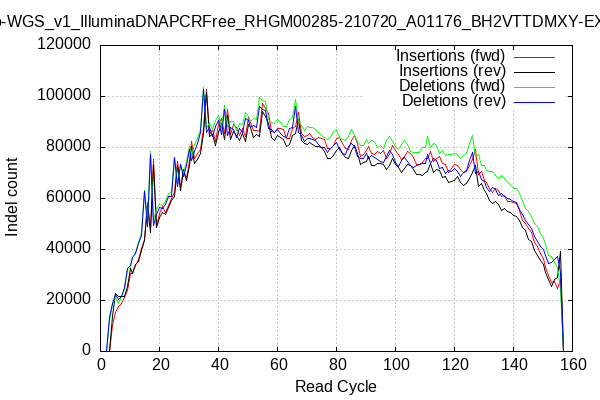 -WGS_v1_IlluminaDNAPCRFree_RHGM00285-210720_A01176_BH2VTTDMXY-EX
Insertions (fwd)
Insertions (rev)
Deletions (fwd)
Deletions (rev)
Indel count
120000
100000
80000
60000
40000
20000
0
0 20 40 60 80 100 120 140 160
Read Cycle